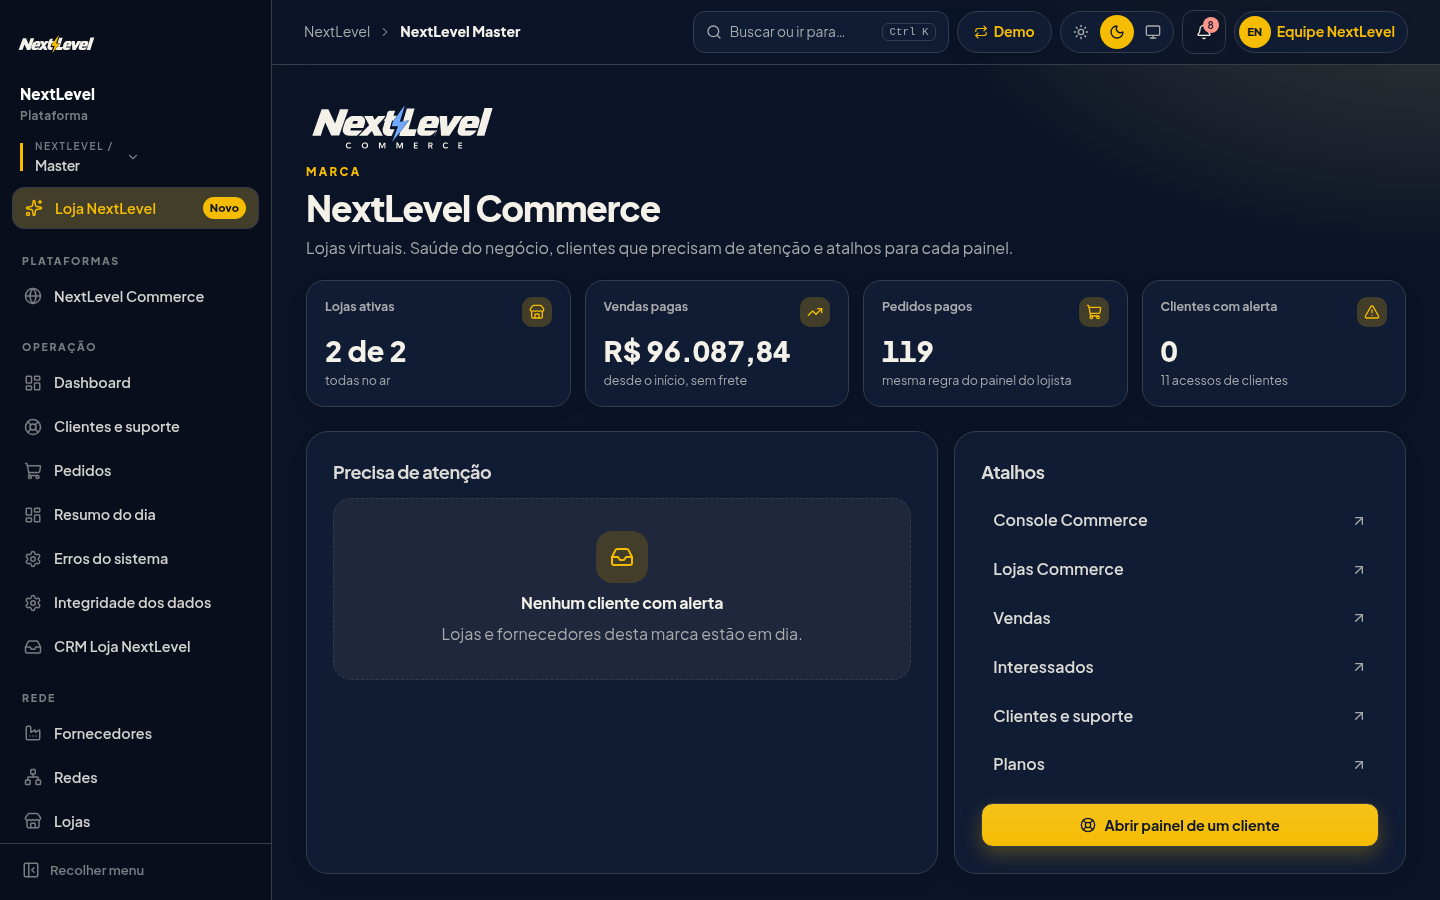 NextLevel
NextLevel
Plataforma
NEXTLEVEL /
Master
Loja NextLevel
Novo
PLATAFORMAS
NextLevel Commerce
OPERAÇÃO
Dashboard
Clientes e suporte
Pedidos
Resumo do dia
Erros do sistema
Integridade dos dados
CRM Loja NextLevel
REDE
Fornecedores
Redes
Lojas
Recolher menu
NextLevel > NextLevel Master
Buscar ou ir para...
Ctrl K
Demo
8
EN
Equipe NextLevel
NextLevel
COMMERCE
MARCA
NextLevel Commerce
Lojas virtuais. Saúde do negócio, clientes que precisam de atenção e atalhos para cada painel.
Lojas ativas
2 de 2
todas no ar
Vendas pagas
R$ 96.087,84
desde o início, sem frete
Pedidos pagos
119
mesma regra do painel do lojista
Clientes com alerta
0
11 acessos de clientes
Precisa de atenção
Nenhum cliente com alerta
Lojas e fornecedores desta marca estão em dia.
Atalhos
Console Commerce
Lojas Commerce
Vendas
Interessados
Clientes e suporte
Planos
Abrir painel de um cliente